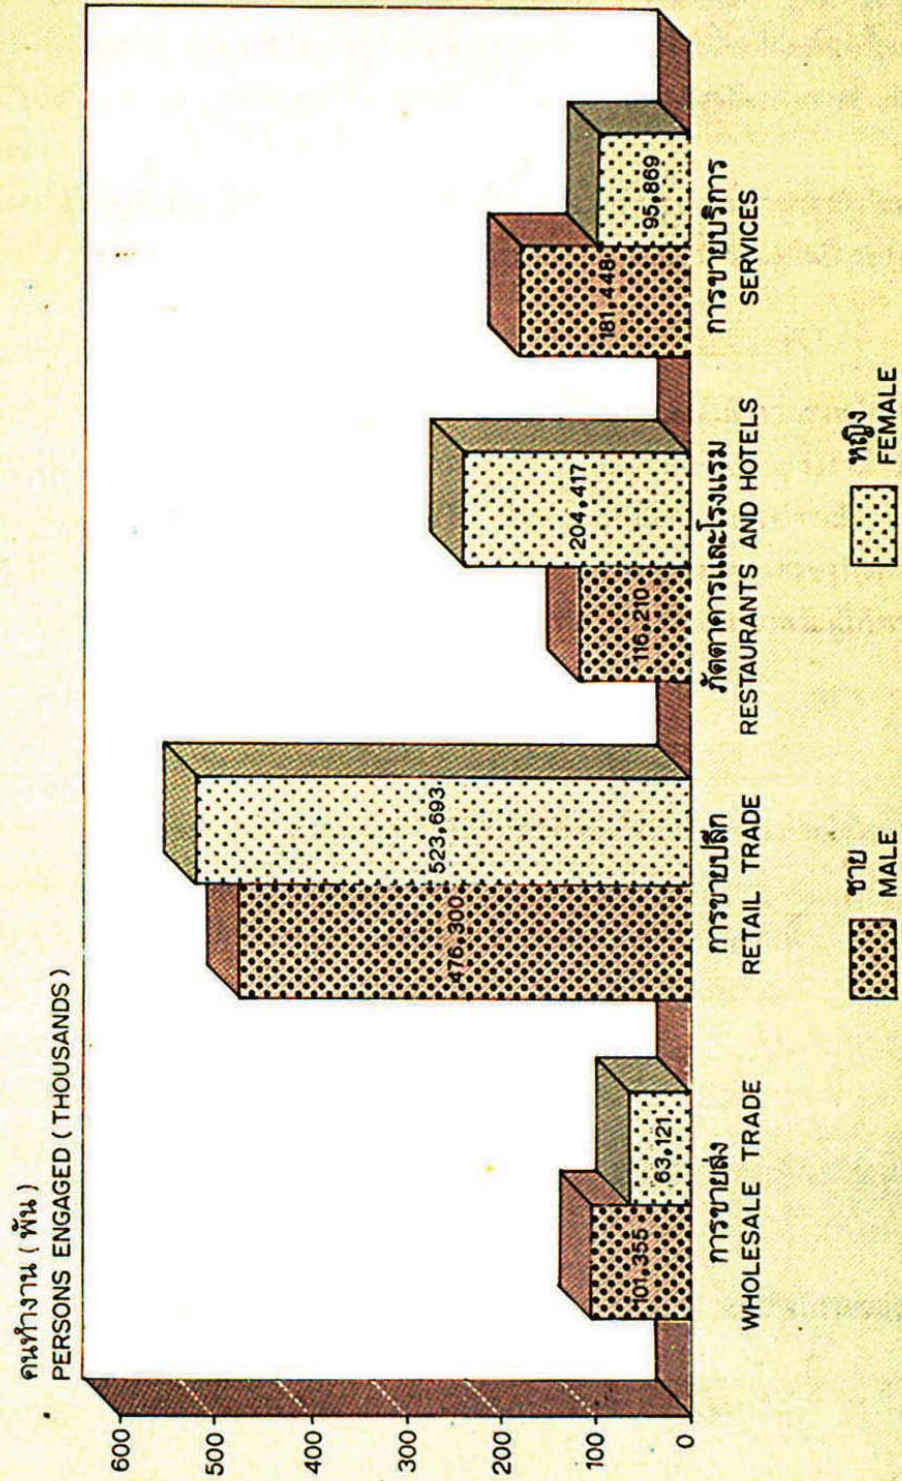 คนทำงาน ( พัน )
PERSONS ENGAGED ( THOUSANDS )
600
500
400
300
200
100
0
101,355
63,121
476,300
523,693
116,210
204,417
181,448
95,869
การขายส่ง
WHOLESALE TRADE
การขายปลีก
RETAIL TRADE
ภัตตาคารและโรงแรม
RESTAURANTS AND HOTELS
การขายบริการ
SERVICES
ชาย
MALE
หญิง
FEMALE